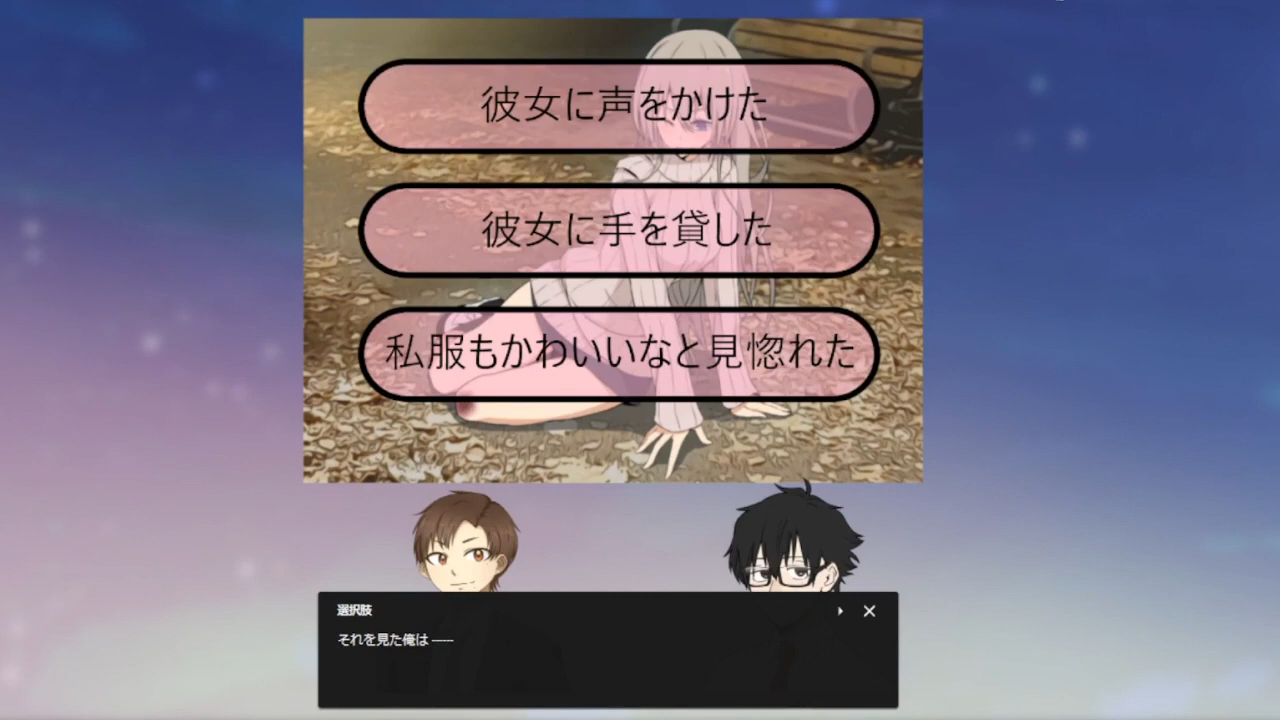 彼女に声をかけた
彼女に手を貸した
私服もかわいいなと見惚れた
選択肢
それを見た俺は -----